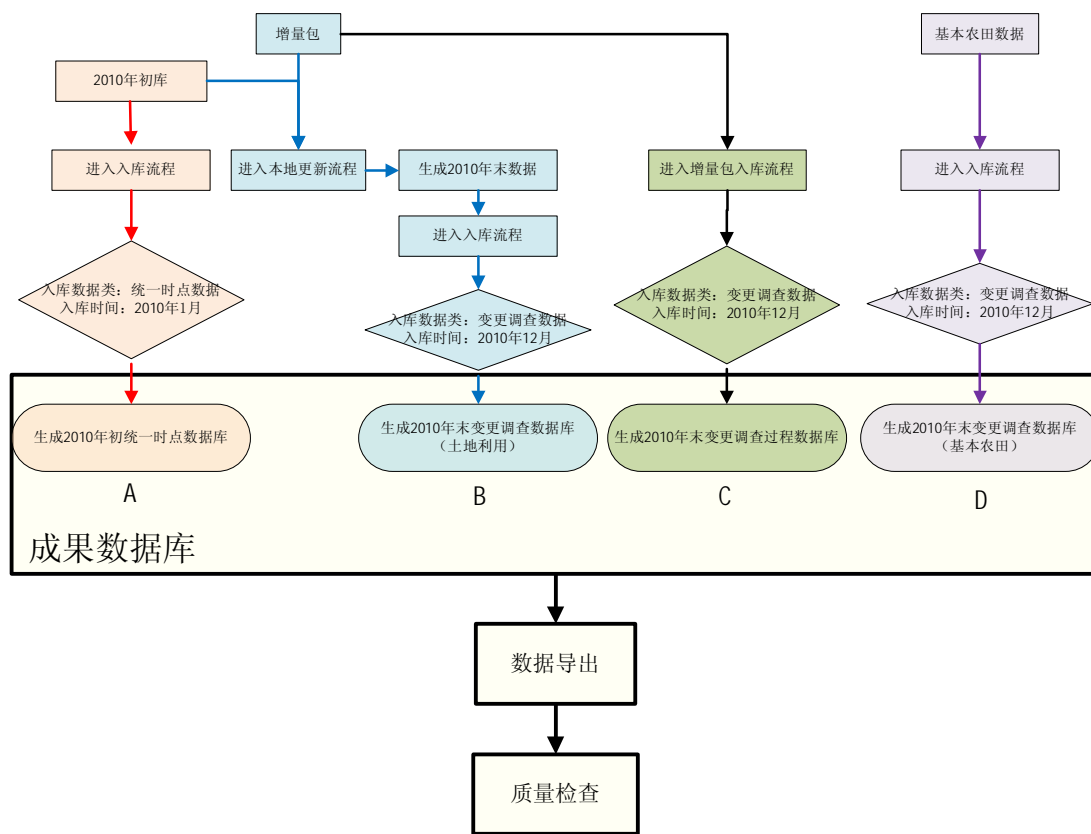 增量包
基本农田数据
2010年初库
进入入库流程
进入本地更新流程
生成2010年末数据
进入增量包入库流程
进入入库流程
进入入库流程
入库数据类：统一时点数据
入库时间：2010年1月
入库数据类：变更调查数据
入库时间：2010年12月
入库数据类：变更调查数据
入库时间：2010年12月
入库数据类：变更调查数据
入库时间：2010年12月
生成2010年初统一时点数据库
生成2010年末变更调查数据库
（土地利用）
生成2010年末变更调查过程数据库
生成2010年末变更调查数据库
（基本农田）
A
B
C
D
成果数据库
数据导出
质量检查